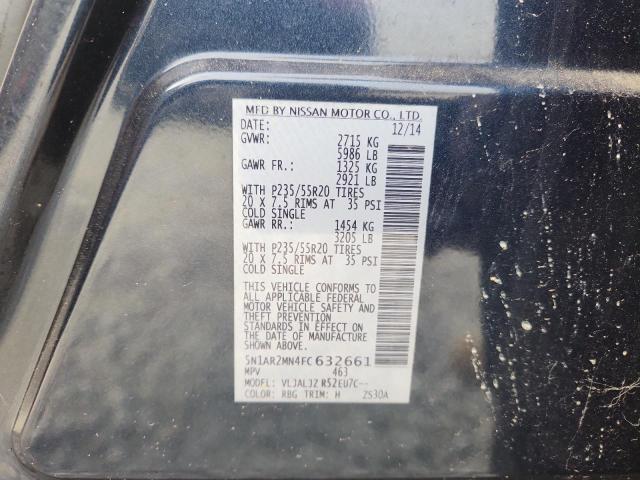 MFD BY NISSAN MOTOR CO., LTD.
DATE: 12/14
GVWR: 2715 KG
5986 LB
GAWR FR.: 1325 KG
2921 LB
WITH P235/55R20 TIRES
20 X 7.5 RIMS AT 35 PSI
COLD SINGLE
GAWR RR.: 1454 KG
3205 LB
WITH P235/55R20 TIRES
20 X 7.5 RIMS AT 35 PSI
COLD SINGLE
THIS VEHICLE CONFORMS TO
ALL APPLICABLE FEDERAL
MOTOR VEHICLE SAFETY AND
THEFT PREVENTION
STANDARDS IN EFFECT ON
THE DATE OF MANUFACTURE
SHOWN ABOVE.
5N1AR2MN4FC632661
MPV 463
MODEL: VLJALJZ R52EU7C--
COLOR: RBG TRIM: H ZS30A